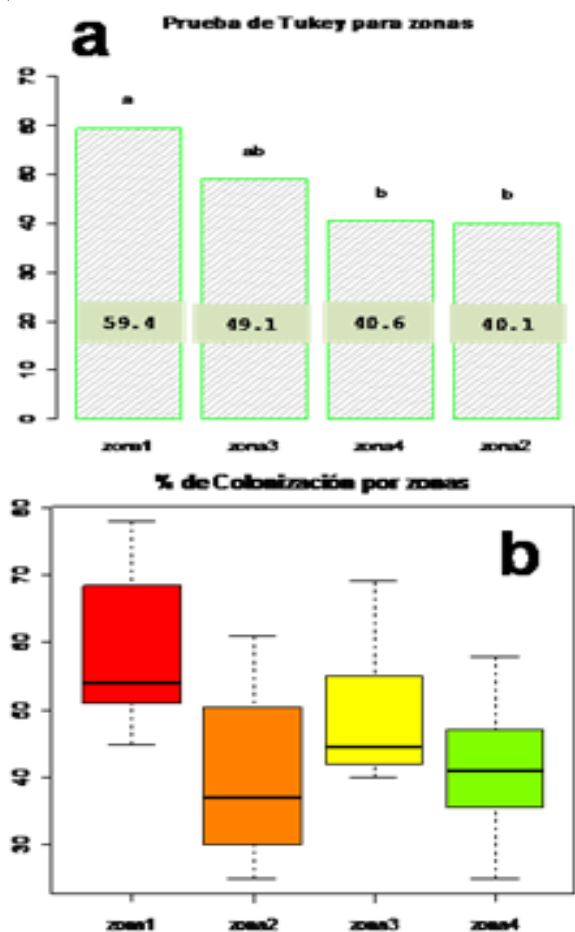 a
Prueba de Tukey para zonas
70
60
50
40
30
20
10
0
a
ab
b
b
59.4
49.1
40.6
40.1
zona1
zona3
zona4
zona2
% de Colonización por zonas
b
80
70
60
50
40
30
zona1
zona2
zona3
zona4